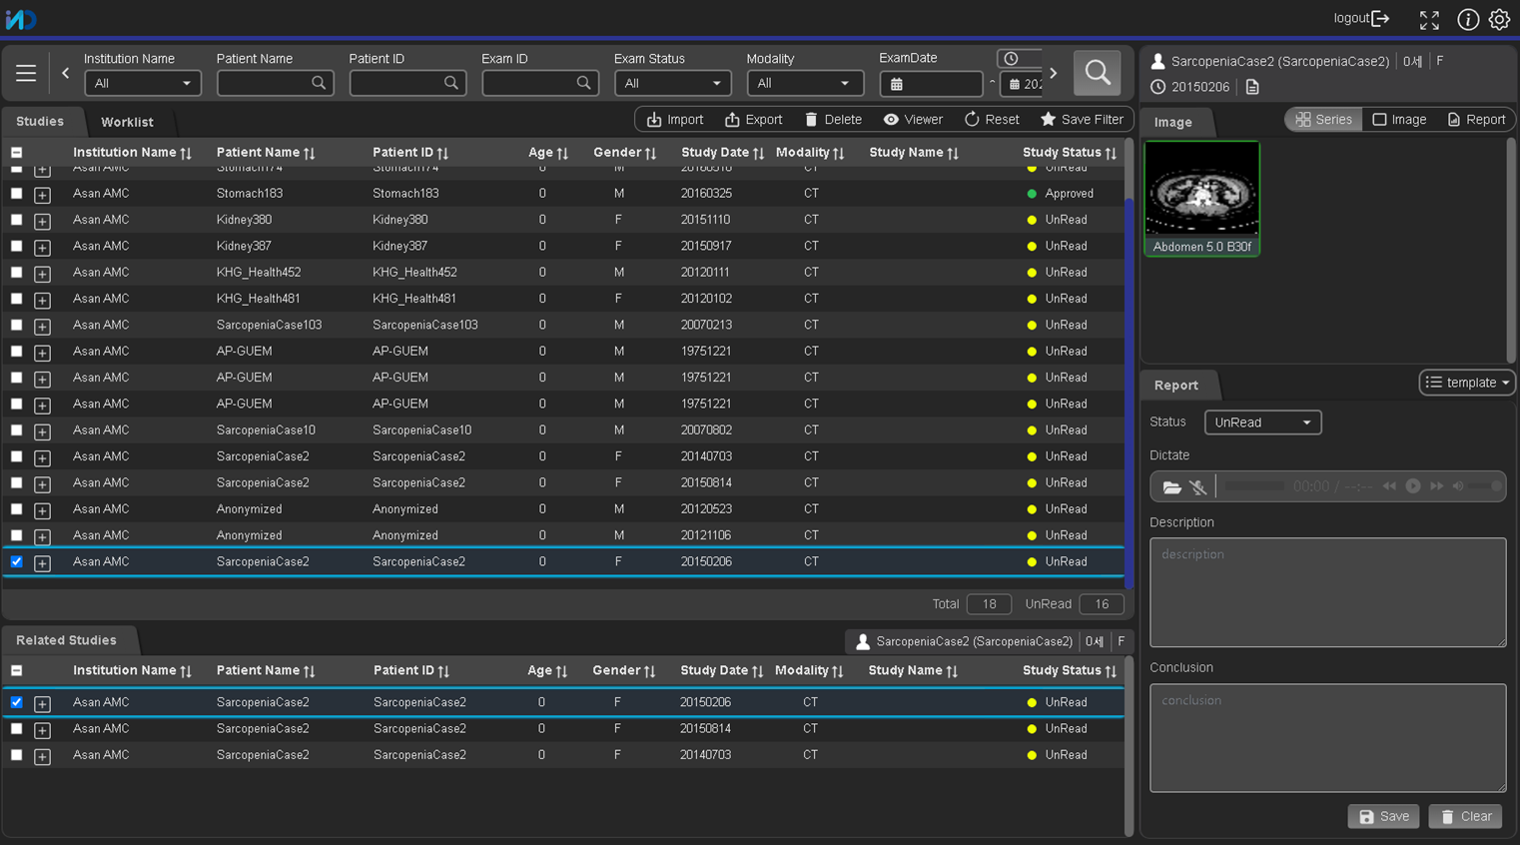 logout
Institution Name Patient Name Patient ID Exam ID Exam Status Modality ExamDate
All All All ~ 202
SarcopeniaCase2 (SarcopeniaCase2) 0세 F
20150206
Studies Worklist Import Export Delete Viewer Reset Save Filter
Image Series Image Report
Institution Name Patient Name Patient ID Age Gender Study Date Modality Study Name Study Status
Asan AMC Stomach174 Stomach174 0 M CT UnRead
Asan AMC Stomach183 Stomach183 0 M 20160325 CT Approved
Asan AMC Kidney380 Kidney380 0 F 20151110 CT UnRead
Asan AMC Kidney387 Kidney387 0 F 20150917 CT UnRead
Asan AMC KHG_Health452 KHG_Health452 0 M 20120111 CT UnRead
Asan AMC KHG_Health481 KHG_Health481 0 F 20120102 CT UnRead
Asan AMC SarcopeniaCase103 SarcopeniaCase103 0 M 20070213 CT UnRead
Asan AMC AP-GUEM AP-GUEM 0 M 19751221 CT UnRead
Asan AMC AP-GUEM AP-GUEM 0 M 19751221 CT UnRead
Asan AMC AP-GUEM AP-GUEM 0 M 19751221 CT UnRead
Asan AMC SarcopeniaCase10 SarcopeniaCase10 0 M 20070802 CT UnRead
Asan AMC SarcopeniaCase2 SarcopeniaCase2 0 F 20140703 CT UnRead
Asan AMC SarcopeniaCase2 SarcopeniaCase2 0 F 20150814 CT UnRead
Asan AMC Anonymized Anonymized 0 M 20120523 CT UnRead
Asan AMC Anonymized Anonymized 0 M 20121106 CT UnRead
Asan AMC SarcopeniaCase2 SarcopeniaCase2 0 F 20150206 CT UnRead
Total 18 UnRead 16
Abdomen 5.0 B30f
Report template
Status UnRead
Dictate
00:00 / --:--
Description
description
Conclusion
conclusion
Save Clear
Related Studies SarcopeniaCase2 (SarcopeniaCase2) 0세 F
Institution Name Patient Name Patient ID Age Gender Study Date Modality Study Name Study Status
Asan AMC SarcopeniaCase2 SarcopeniaCase2 0 F 20150206 CT UnRead
Asan AMC SarcopeniaCase2 SarcopeniaCase2 0 F 20150814 CT UnRead
Asan AMC SarcopeniaCase2 SarcopeniaCase2 0 F 20140703 CT UnRead